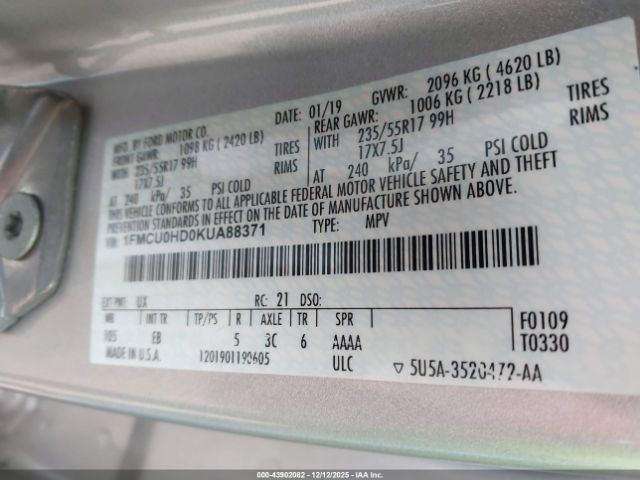 MFG. BY FORD MOTOR CO. DATE: 01/19 GVWR: 2096 KG ( 4620 LB)
FRONT GAWR: 1098 KG ( 2420 LB) REAR GAWR: 1006 KG ( 2218 LB)
WITH 235/55R17 99H TIRES WITH 235/55R17 99H TIRES
17X7.5J RIMS 17X7.5J RIMS
AT 240 kPa/ 35 PSI COLD AT 240 kPa/ 35 PSI COLD
THIS VEHICLE CONFORMS TO ALL APPLICABLE FEDERAL MOTOR VEHICLE SAFETY AND THEFT
PREVENTION STANDARDS IN EFFECT ON THE DATE OF MANUFACTURE SHOWN ABOVE.
1FMCU0HD0KUA88371 TYPE: MPV
EXT PNT: UX RC: 21 DSO:
WB INT TR TP/PS R AXLE TR SPR F0109
105 EB 5 3C 6 AAAA T0330
MADE IN U.S.A. 1201901190605 ULC 5U5A-3520472-AA
000-43902082 - 12/12/2025 - IAA Inc.